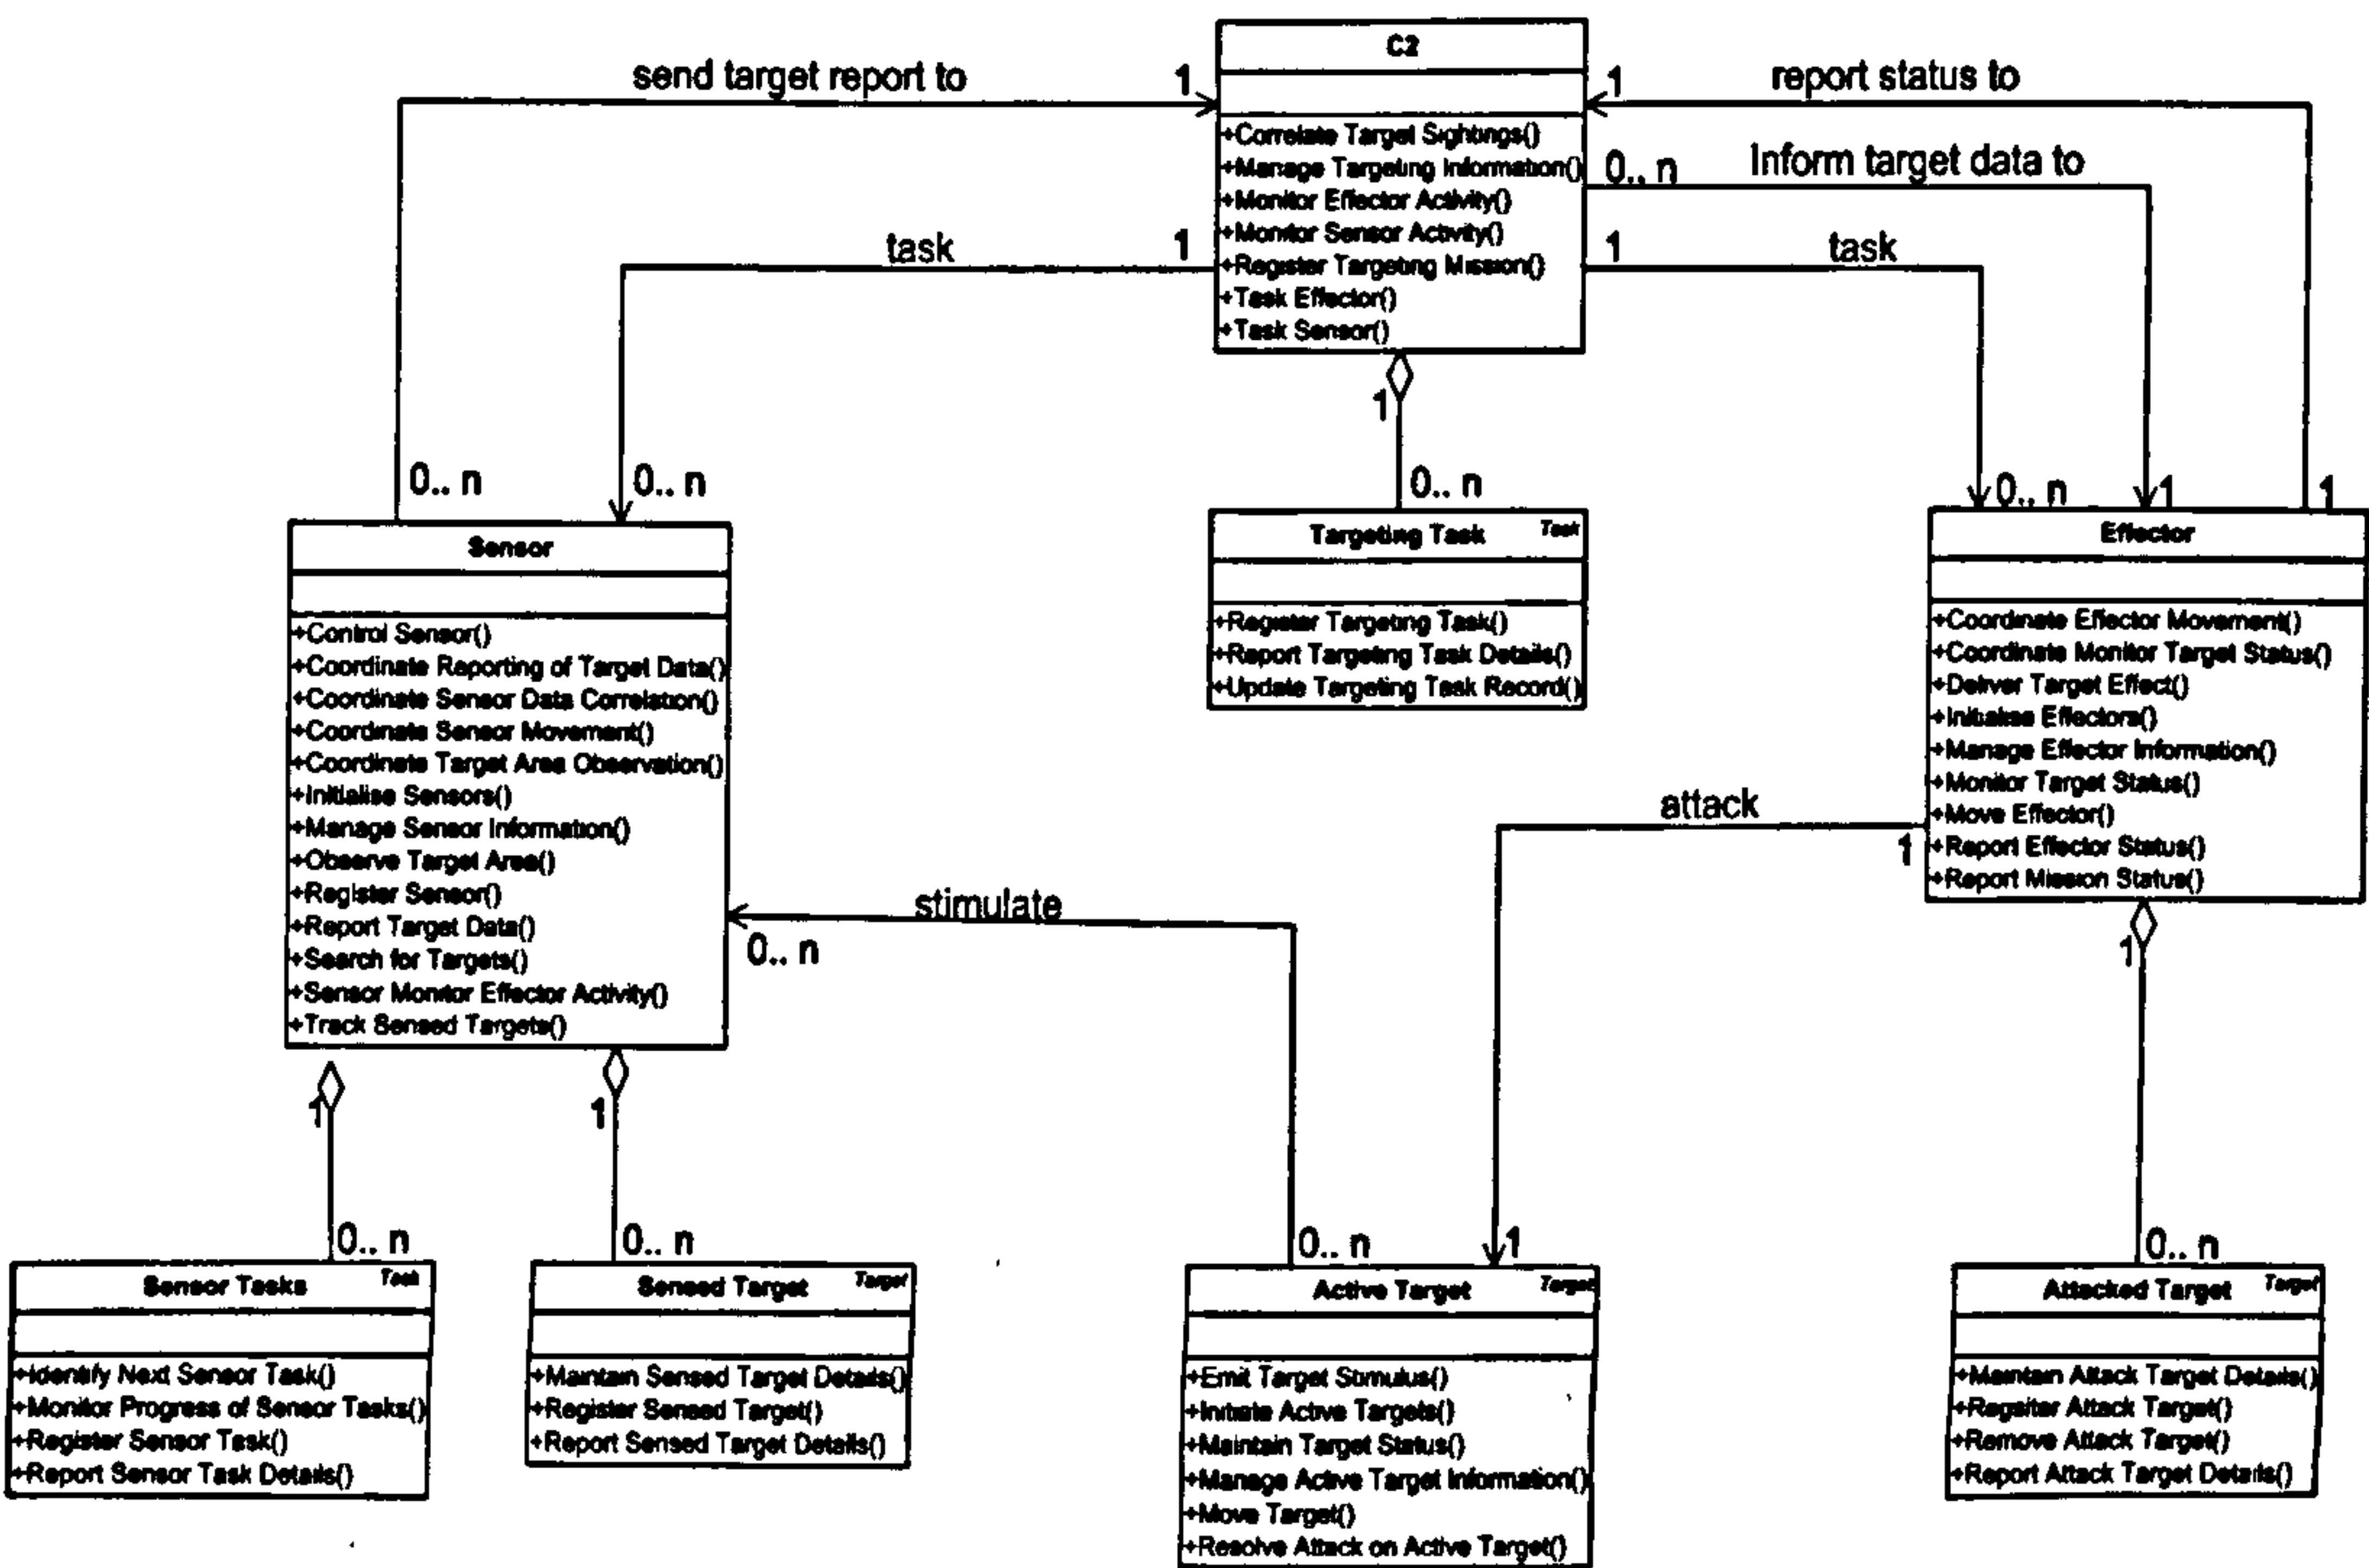 C2
send target report to
1
1
report status to
+Correlate Target Sightings()
+Manage Targeting Information()
+Monitor Effector Activity()
+Monitor Sensor Activity()
+Register Targeting Mission()
+Task Effector()
+Task Sensor()
0.. n
Inform target data to
task
1
1
task
1
0.. n
0.. n
0.. n
0.. n
1
1
Sensor
+Control Sensor()
+Coordinate Reporting of Target Data()
+Coordinate Sensor Data Correlation()
+Coordinate Sensor Movement()
+Coordinate Target Area Observation()
+Initialise Sensors()
+Manage Sensor Information()
+Observe Target Area()
+Register Sensor()
+Report Target Data()
+Search for Targets()
+Sensor Monitor Effector Activity()
+Track Sensed Targets()
Targeting Task
Task
+Register Targeting Task()
+Report Targeting Task Details()
+Update Targeting Task Record()
Effector
+Coordinate Effector Movement()
+Coordinate Monitor Target Status()
+Deliver Target Effect()
+Initialise Effectors()
+Manage Effector Information()
+Monitor Target Status()
+Move Effector()
+Report Effector Status()
+Report Mission Status()
attack
1
stimulate
0.. n
1
1
1
0.. n
0.. n
0.. n
1
0.. n
Sensor Tasks
Task
+Identify Next Sensor Task()
+Monitor Progress of Sensor Tasks()
+Register Sensor Task()
+Report Sensor Task Details()
Sensed Target
Target
+Maintain Sensed Target Details()
+Register Sensed Target()
+Report Sensed Target Details()
Active Target
Target
+Emit Target Stimulus()
+Initiate Active Targets()
+Maintain Target Status()
+Manage Active Target Information()
+Move Target()
+Resolve Attack on Active Target()
Attacked Target
Target
+Maintain Attack Target Details()
+Regsiter Attack Target()
+Remove Attack Target()
+Report Attack Target Details()